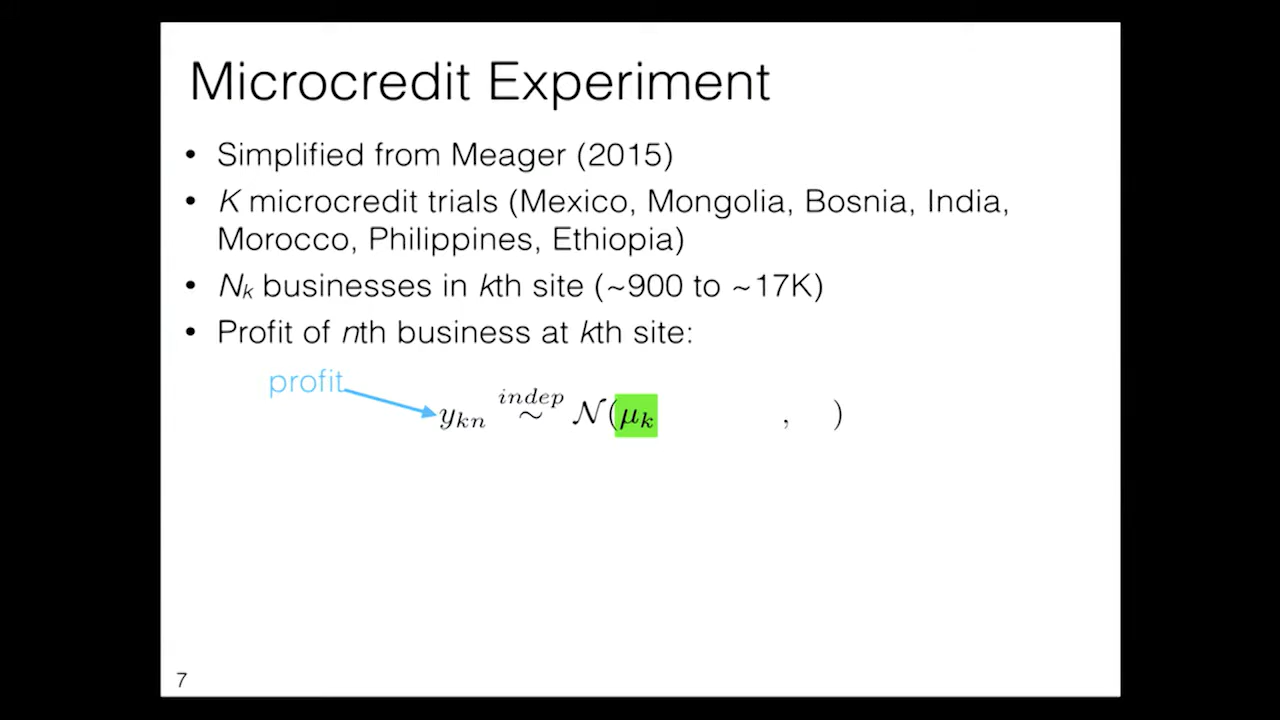 Microcredit Experiment
• Simplified from Meager (2015)
• K microcredit trials (Mexico, Mongolia, Bosnia, India,
Morocco, Philippines, Ethiopia)
• Nₖ businesses in kth site (~900 to ~17K)
• Profit of nth business at kth site:
profit
yₖₙ indep ~ 𝒩(μₖ , )
7